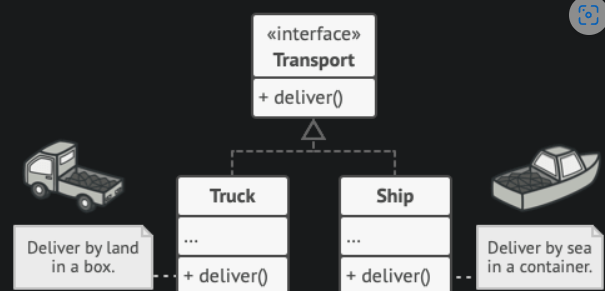 «interface»
Transport
+ deliver()
Truck
...
+ deliver()
Ship
...
+ deliver()
Deliver by land
in a box.
Deliver by sea
in a container.